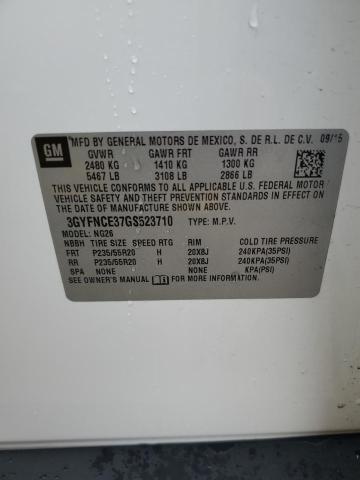 GM
MFD BY GENERAL MOTORS DE MEXICO, S. DE R.L. DE C.V. 09/15
GVWR GAWR FRT GAWR RR
2480 KG 1410 KG 1300 KG
5467 LB 3108 LB 2866 LB
THIS VEHICLE CONFORMS TO ALL APPLICABLE U.S. FEDERAL MOTOR
VEHICLE SAFETY AND THEFT PREVENTION STANDARDS IN EFFECT ON THE
DATE OF MANUFACTURE SHOWN ABOVE.
3GYFNCE37GS523710 TYPE: M.P.V.
MODEL: NG26
NBBH TIRE SIZE SPEED RTG RIM COLD TIRE PRESSURE
FRT P235/55R20 H 20X8J 240KPA(35PSI)
RR P235/55R20 H 20X8J 240KPA(35PSI)
SPA NONE NONE KPA(PSI)
SEE OWNER'S MANUAL FOR MORE INFORMATION.